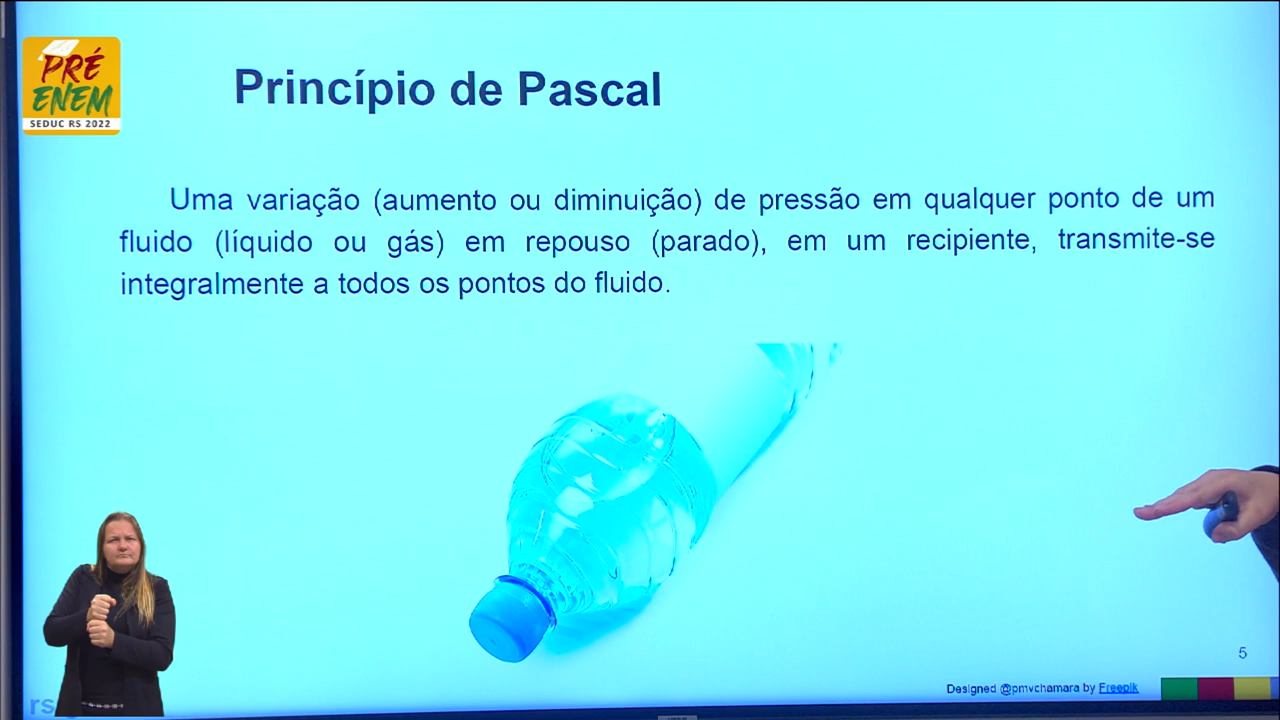 PRÉ
ENEM
SEDUC RS 2022
Princípio de Pascal
Uma variação (aumento ou diminuição) de pressão em qualquer ponto de um
fluido (líquido ou gás) em repouso (parado), em um recipiente, transmite-se
integralmente a todos os pontos do fluido.
5
Designed @pmvchamara by Freepik
rs